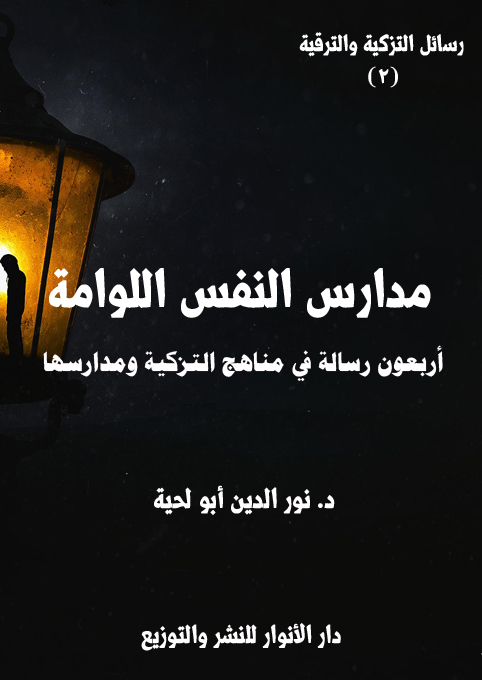 رسائل التزكية والترقية
(٢)
مدارس النفس اللوامة
أربعون رسالة في مناهج التزكية ومدارسها
د. نور الدين أبو لحية
دار الأنوار للنشر والتوزيع